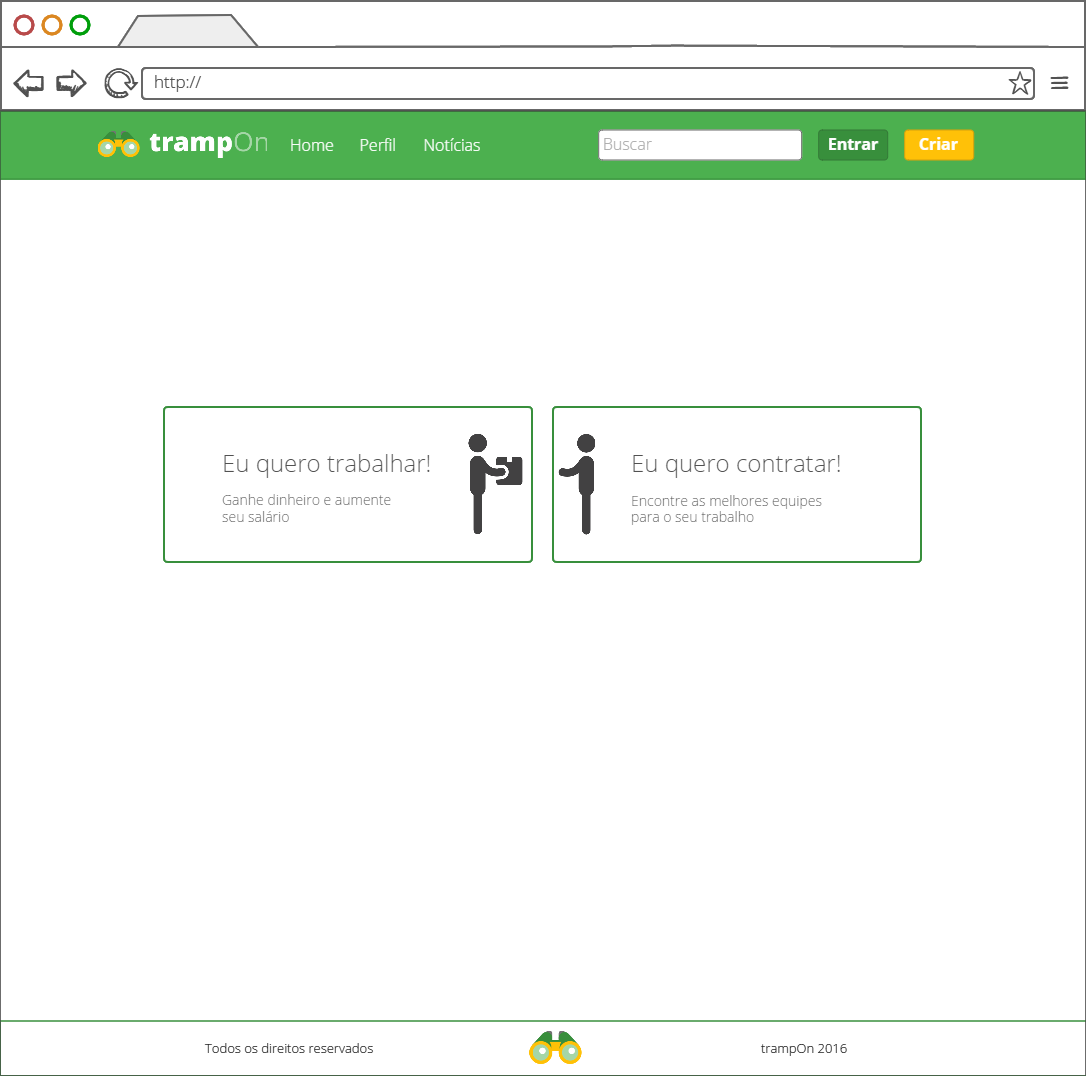 http://
trampOn Home Perfil Notícias Buscar Entrar Criar
Eu quero trabalhar!
Ganhe dinheiro e aumente
seu salário
Eu quero contratar!
Encontre as melhores equipes
para o seu trabalho
Todos os direitos reservados trampOn 2016